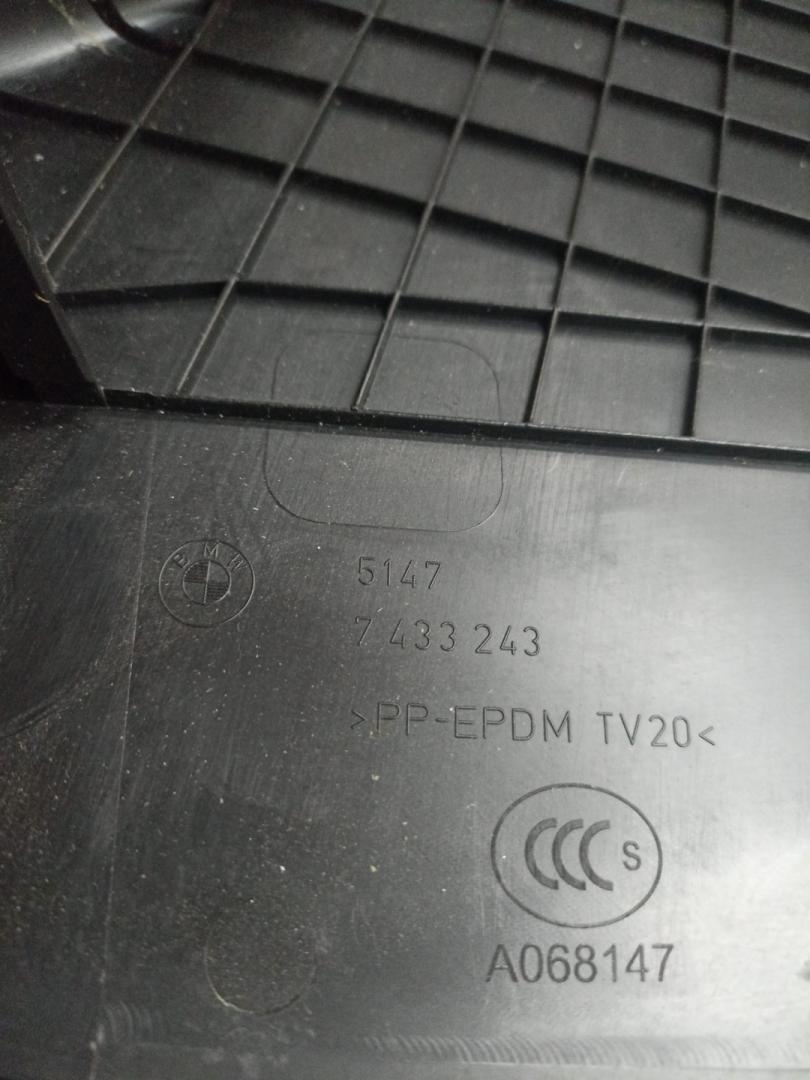 BMW
5147
7 433 243
>PP-EPDM TV20<
CCC S
A068147